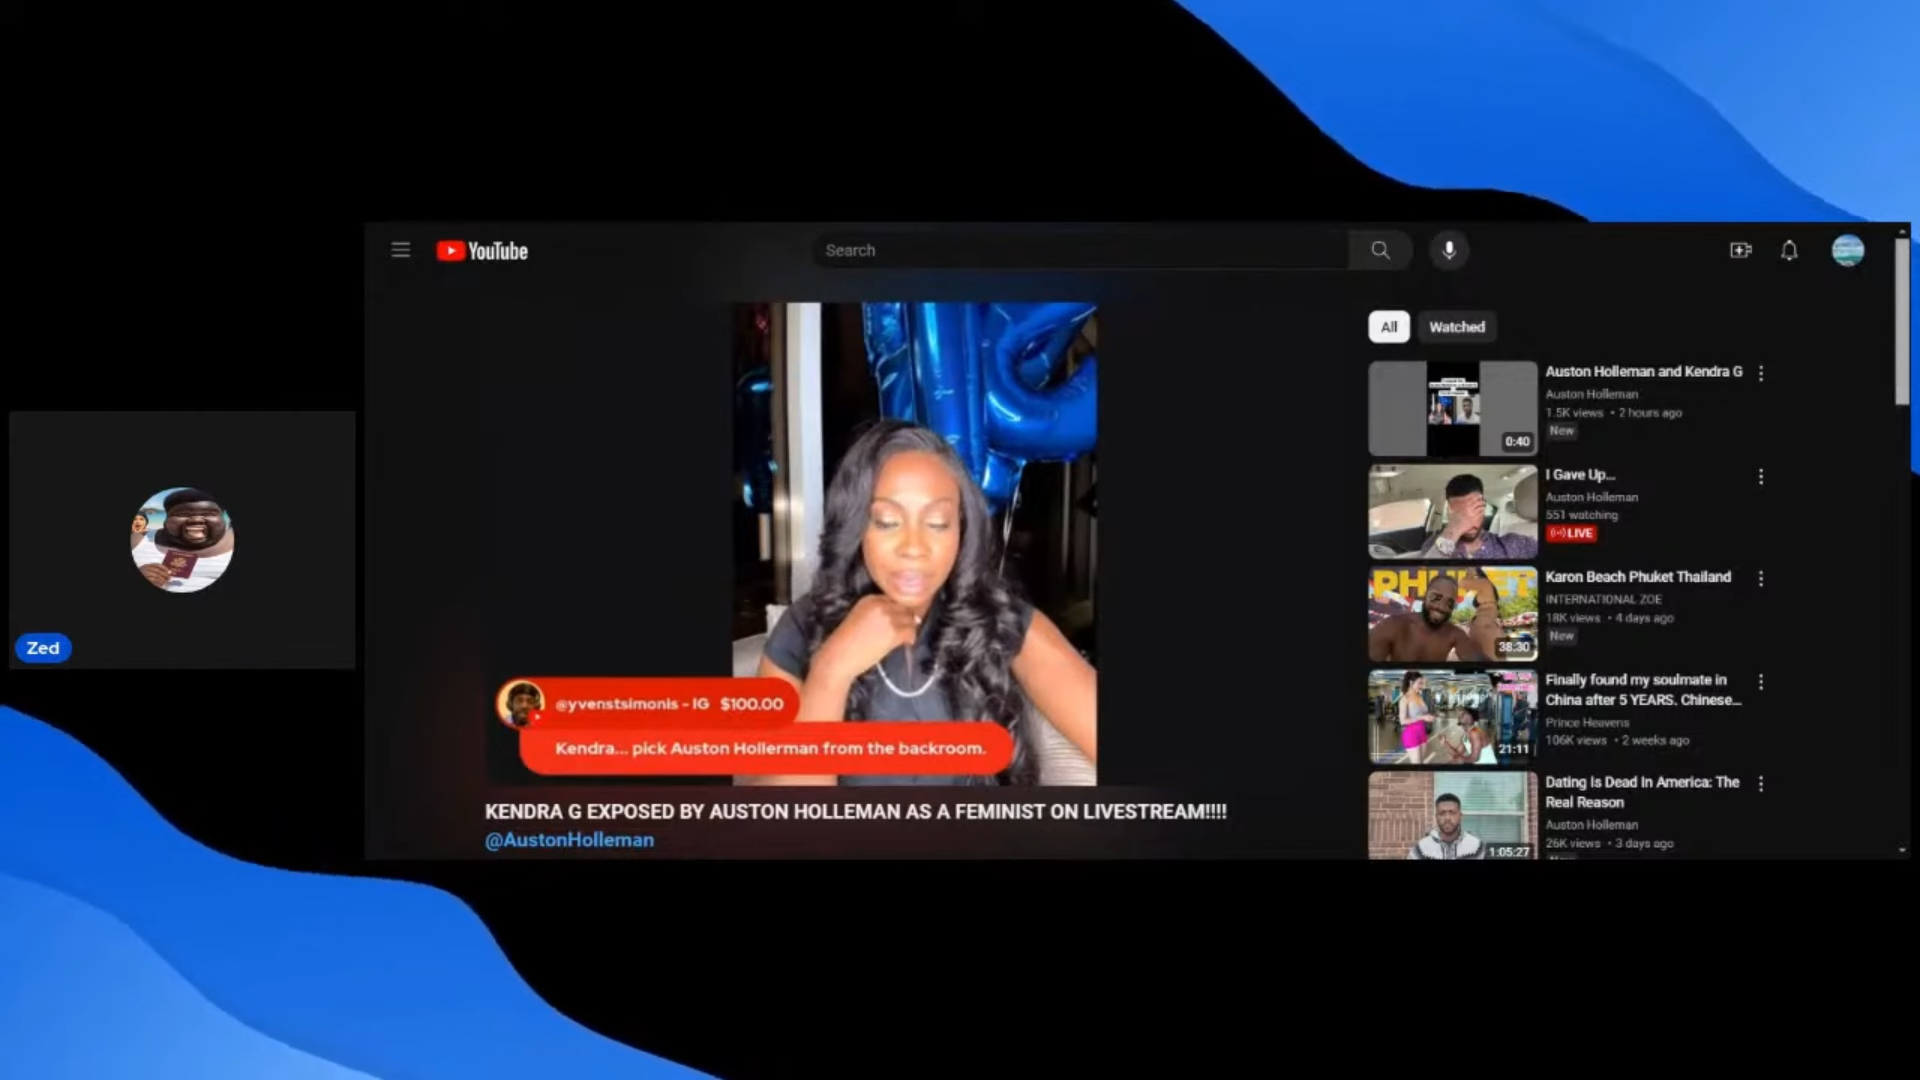 YouTube
Search
All
Watched
Auston Holleman and Kendra G
Auston Holleman
1.5K views • 2 hours ago
New
0:40
I Gave Up...
Auston Holleman
551 watching
LIVE
PHUKET
Karon Beach Phuket Thailand
INTERNATIONAL ZOE
18K views • 4 days ago
New
38:30
Finally found my soulmate in
China after 5 YEARS. Chinese...
Prince Heavens
106K views • 2 weeks ago
21:11
Dating Is Dead In America: The
Real Reason
Auston Holleman
26K views • 3 days ago
1:05:27
Zed
@yvenstsimonis - IG $100.00
Kendra... pick Auston Hollerman from the backroom.
KENDRA G EXPOSED BY AUSTON HOLLEMAN AS A FEMINIST ON LIVESTREAM!!!!
@AustonHolleman